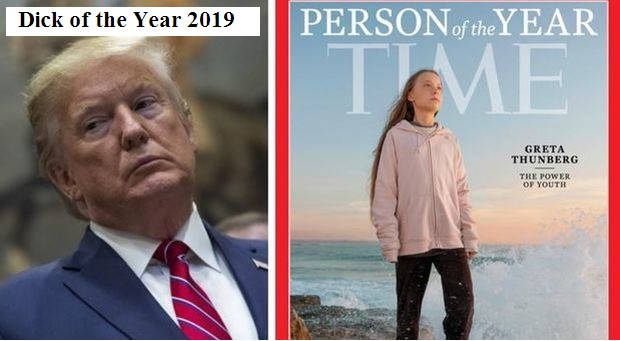 Dick of the Year 2019
PERSON of the YEAR
TIME
GRETA
THUNBERG
THE POWER
OF YOUTH